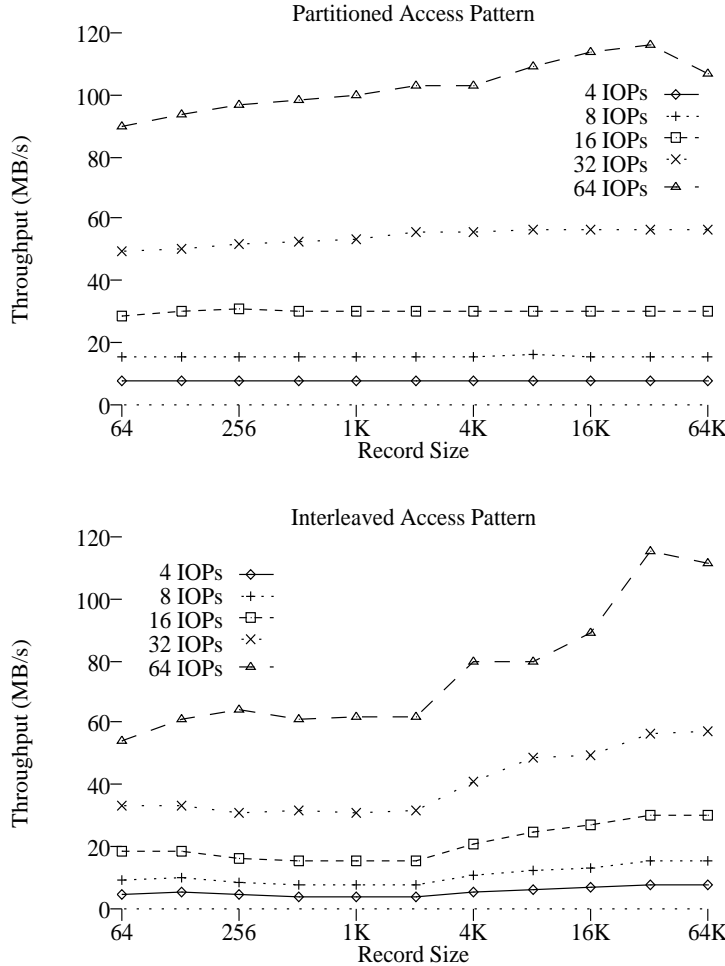 Partitioned Access Pattern
120
100
80
60
40
20
0
Throughput (MB/s)
4 IOPs
8 IOPs
16 IOPs
32 IOPs
64 IOPs
64 256 1K 4K 16K 64K
Record Size
Interleaved Access Pattern
120
100
80
60
40
20
0
Throughput (MB/s)
4 IOPs
8 IOPs
16 IOPs
32 IOPs
64 IOPs
64 256 1K 4K 16K 64K
Record Size